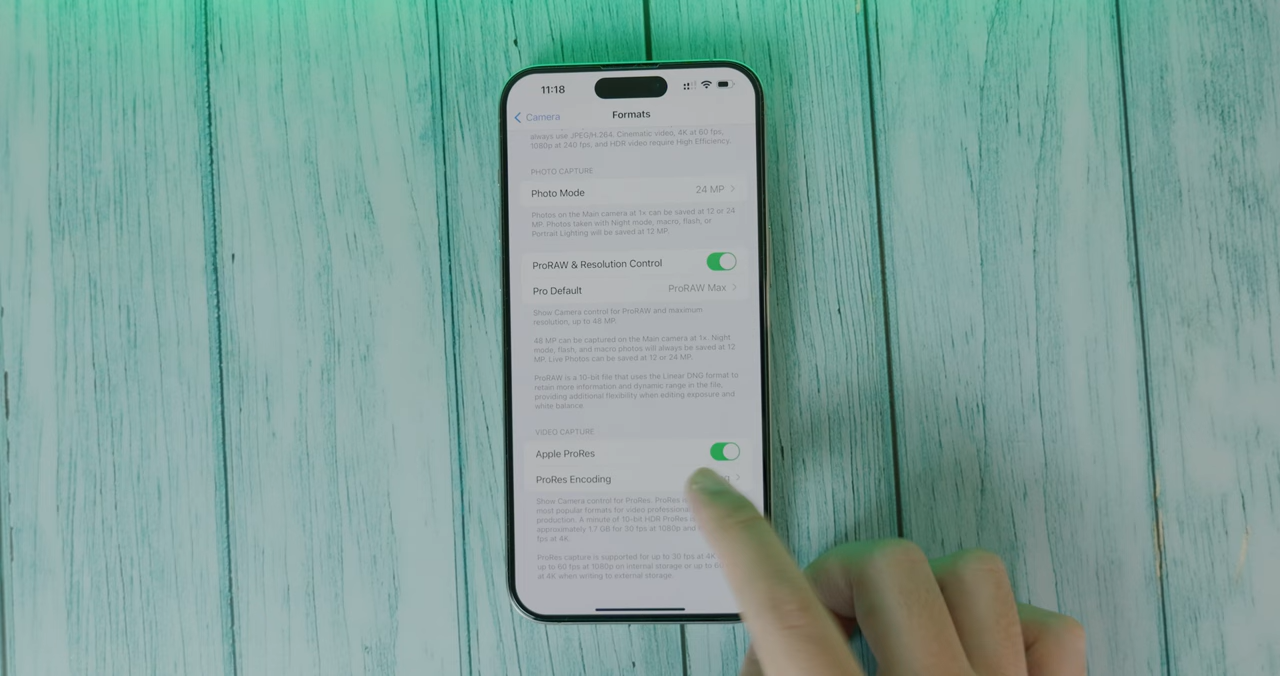 11:18
Camera
Formats
always use JPEG/H.264. Cinematic video, 4K at 60 fps,
1080p at 240 fps, and HDR video require High Efficiency.
PHOTO CAPTURE
Photo Mode 24 MP
Photos on the Main camera at 1x can be saved at 12 or 24
MP. Photos taken with Night mode, macro, flash, or
Portrait Lighting will be saved at 12 MP.
ProRAW & Resolution Control
Pro Default ProRAW Max
Show Camera control for ProRAW and maximum
resolution, up to 48 MP.
48 MP can be captured on the Main camera at 1x. Night
mode, flash, and macro photos will always be saved at 12
MP. Live Photos can be saved at 12 or 24 MP.
ProRAW is a 10-bit file that uses the Linear DNG format to
retain more information and dynamic range in the file,
providing additional flexibility when editing exposure and
white balance.
VIDEO CAPTURE
Apple ProRes
ProRes Encoding
Show Camera control for ProRes. ProRes is
most popular formats for video professional
production. A minute of 10-bit HDR ProRes is
approximately 1.7 GB for 30 fps at 1080p and
fps at 4K.
ProRes capture is supported for up to 30 fps at 4K
up to 60 fps at 1080p on internal storage or up to
at 4K when writing to external storage.